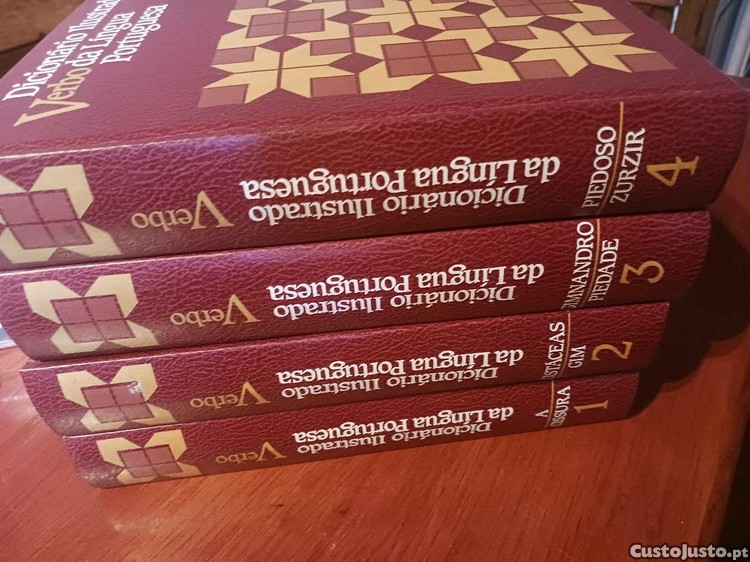 Dicionário Ilustrado
Verbo da Língua
Portuguesa
Dicionário Ilustrado
da Língua Portuguesa
Verbo
PIEDOSO
ZURZIR
4
Dicionário Ilustrado
da Língua Portuguesa
Verbo
PIEDADE
3
Dicionário Ilustrado
da Língua Portuguesa
Verbo
GIM
2
Dicionário Ilustrado
da Língua Portuguesa
Verbo
A
1
CustoJusto.pt